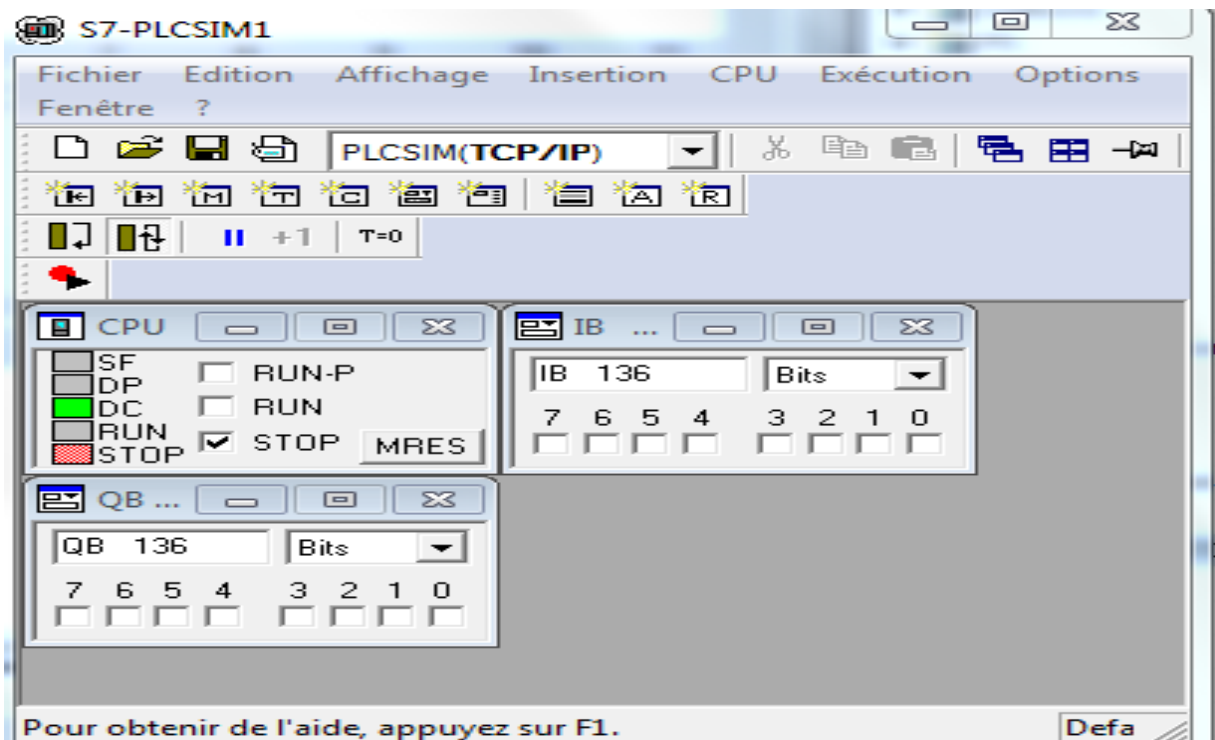 S7-PLCSIM1
Fichier Edition Affichage Insertion CPU Exécution Options
Fenêtre ?
PLCSIM(TCP/IP)
M T C A R
+1 T=0
CPU
SF
DP
DC
RUN
STOP
RUN-P
RUN
STOP MRES
IB ...
IB 136 Bits
7 6 5 4 3 2 1 0
QB ...
QB 136 Bits
7 6 5 4 3 2 1 0
Pour obtenir de l'aide, appuyez sur F1. Defa